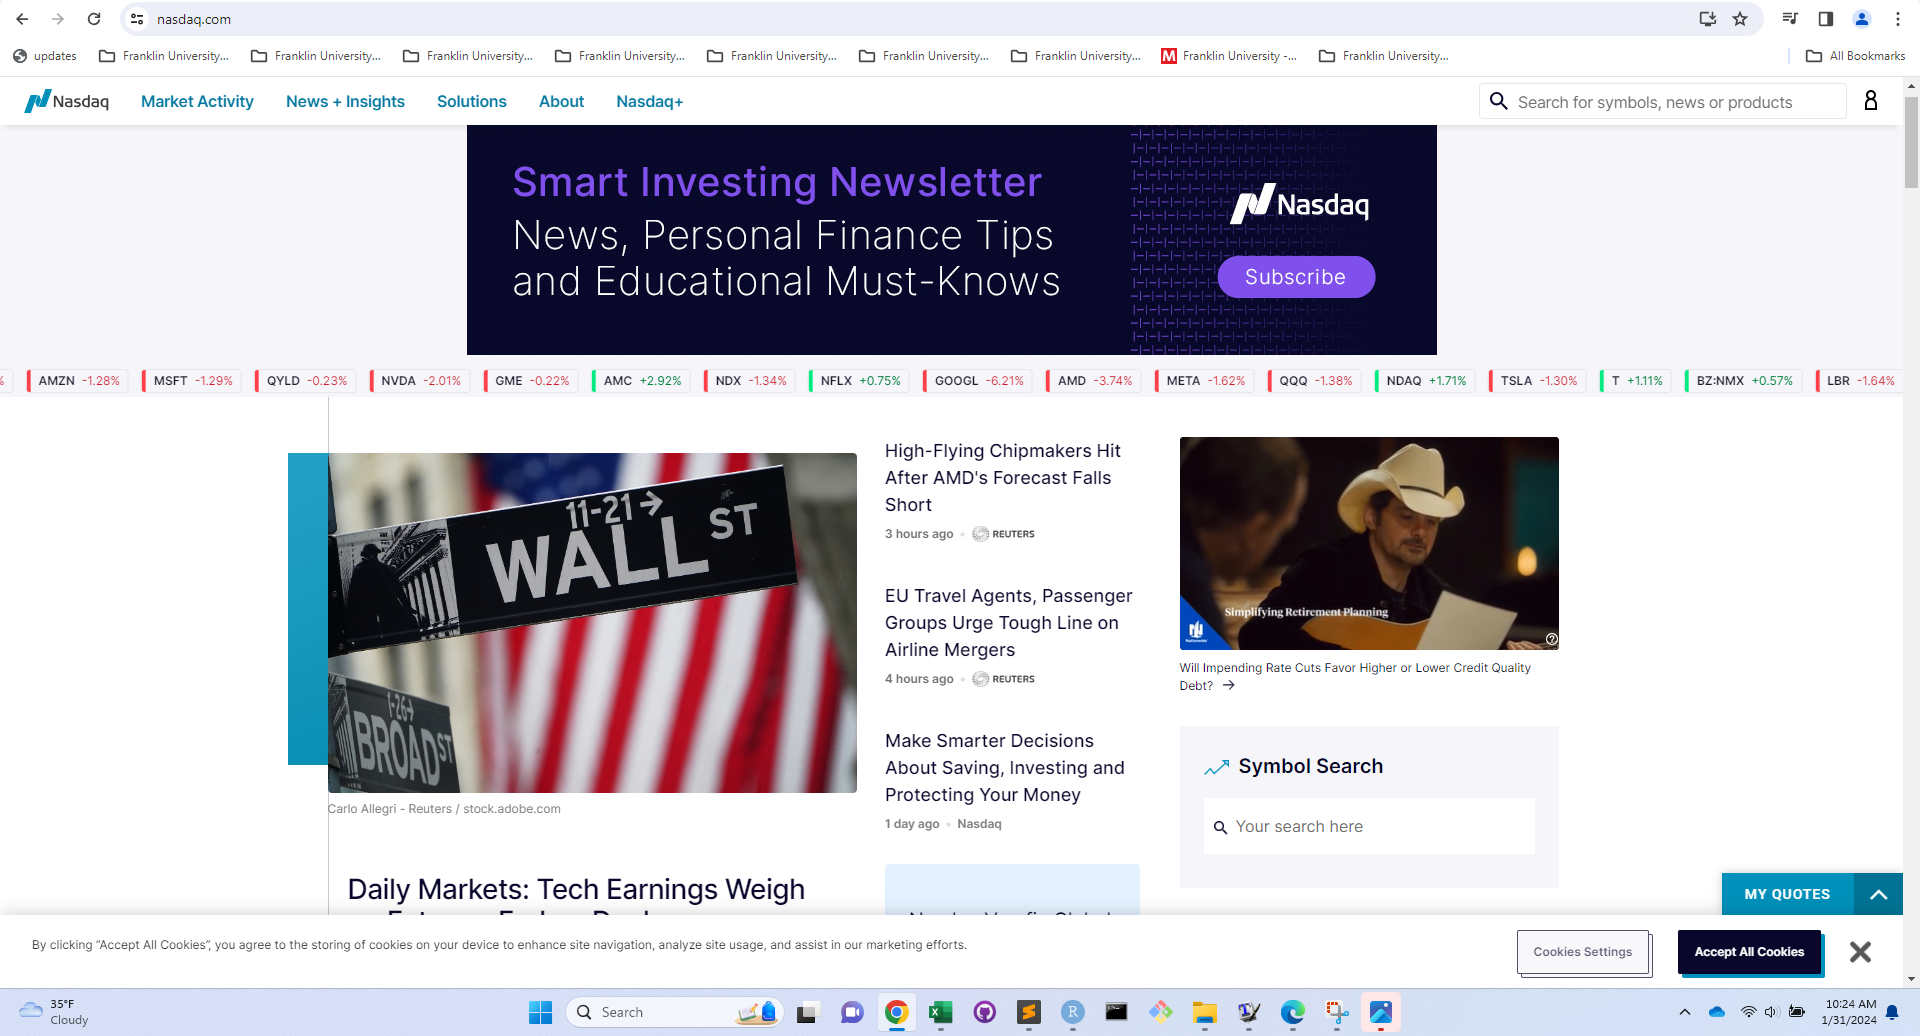 nasdaq.com
updates
Franklin University...
Franklin University...
Franklin University...
Franklin University...
Franklin University...
Franklin University...
Franklin University...
M Franklin University -...
Franklin University...
All Bookmarks
Nasdaq
Market Activity
News + Insights
Solutions
About
Nasdaq+
Search for symbols, news or products
Smart Investing Newsletter
News, Personal Finance Tips
and Educational Must-Knows
Nasdaq
Subscribe
%
AMZN -1.28%
MSFT -1.29%
QYLD -0.23%
NVDA -2.01%
GME -0.22%
AMC +2.92%
NDX -1.34%
NFLX +0.75%
GOOGL -6.21%
AMD -3.74%
META -1.62%
QQQ -1.38%
NDAQ +1.71%
TSLA -1.30%
T +1.11%
BZ:NMX +0.57%
LBR -1.64%
11-21→
WALL ST
1-26→
BROAD ST
Carlo Allegri - Reuters / stock.adobe.com
Daily Markets: Tech Earnings Weigh
High-Flying Chipmakers Hit
After AMD's Forecast Falls
Short
3 hours ago • REUTERS
EU Travel Agents, Passenger
Groups Urge Tough Line on
Airline Mergers
4 hours ago • REUTERS
Make Smarter Decisions
About Saving, Investing and
Protecting Your Money
1 day ago • Nasdaq
Simplifying Retirement Planning
Nationwide
Will Impending Rate Cuts Favor Higher or Lower Credit Quality
Debt? →
Symbol Search
Your search here
MY QUOTES
By clicking “Accept All Cookies”, you agree to the storing of cookies on your device to enhance site navigation, analyze site usage, and assist in our marketing efforts.
Cookies Settings
Accept All Cookies
35°F
Cloudy
Search
R
10:24 AM
1/31/2024